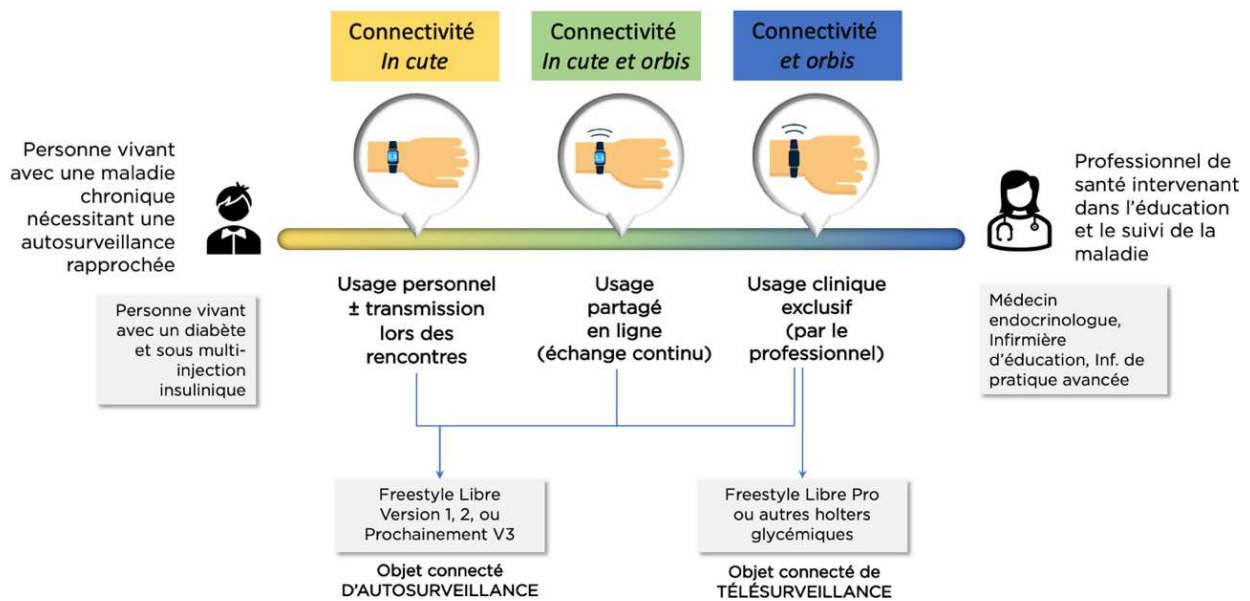 Connectivité
In cute
Connectivité
In cute et orbis
Connectivité
et orbis
Personne vivant
avec une maladie
chronique
nécessitant une
autosurveillance
rapprochée
Professionnel de
santé intervenant
dans l'éducation
et le suivi de la
maladie
Personne vivant
avec un diabète
et sous multi-
injection
insulinique
Usage personnel
± transmission
lors des
rencontres
Usage
partagé
en ligne
(échange continu)
Usage clinique
exclusif
(par le
professionnel)
Médecin
endocrinologue,
Infirmière
d'éducation, Inf. de
pratique avancée
Freestyle Libre
Version 1, 2, ou
Prochainement V3
Freestyle Libre Pro
ou autres holters
glycémiques
Objet connecté
D'AUTOSURVEILLANCE
Objet connecté de
TÉLÉSURVEILLANCE